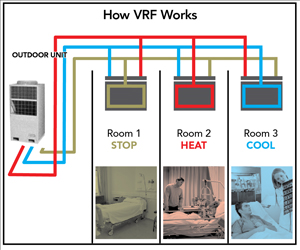 How VRF Works
OUTDOOR UNIT
Room 1
STOP
Room 2
HEAT
Room 3
COOL